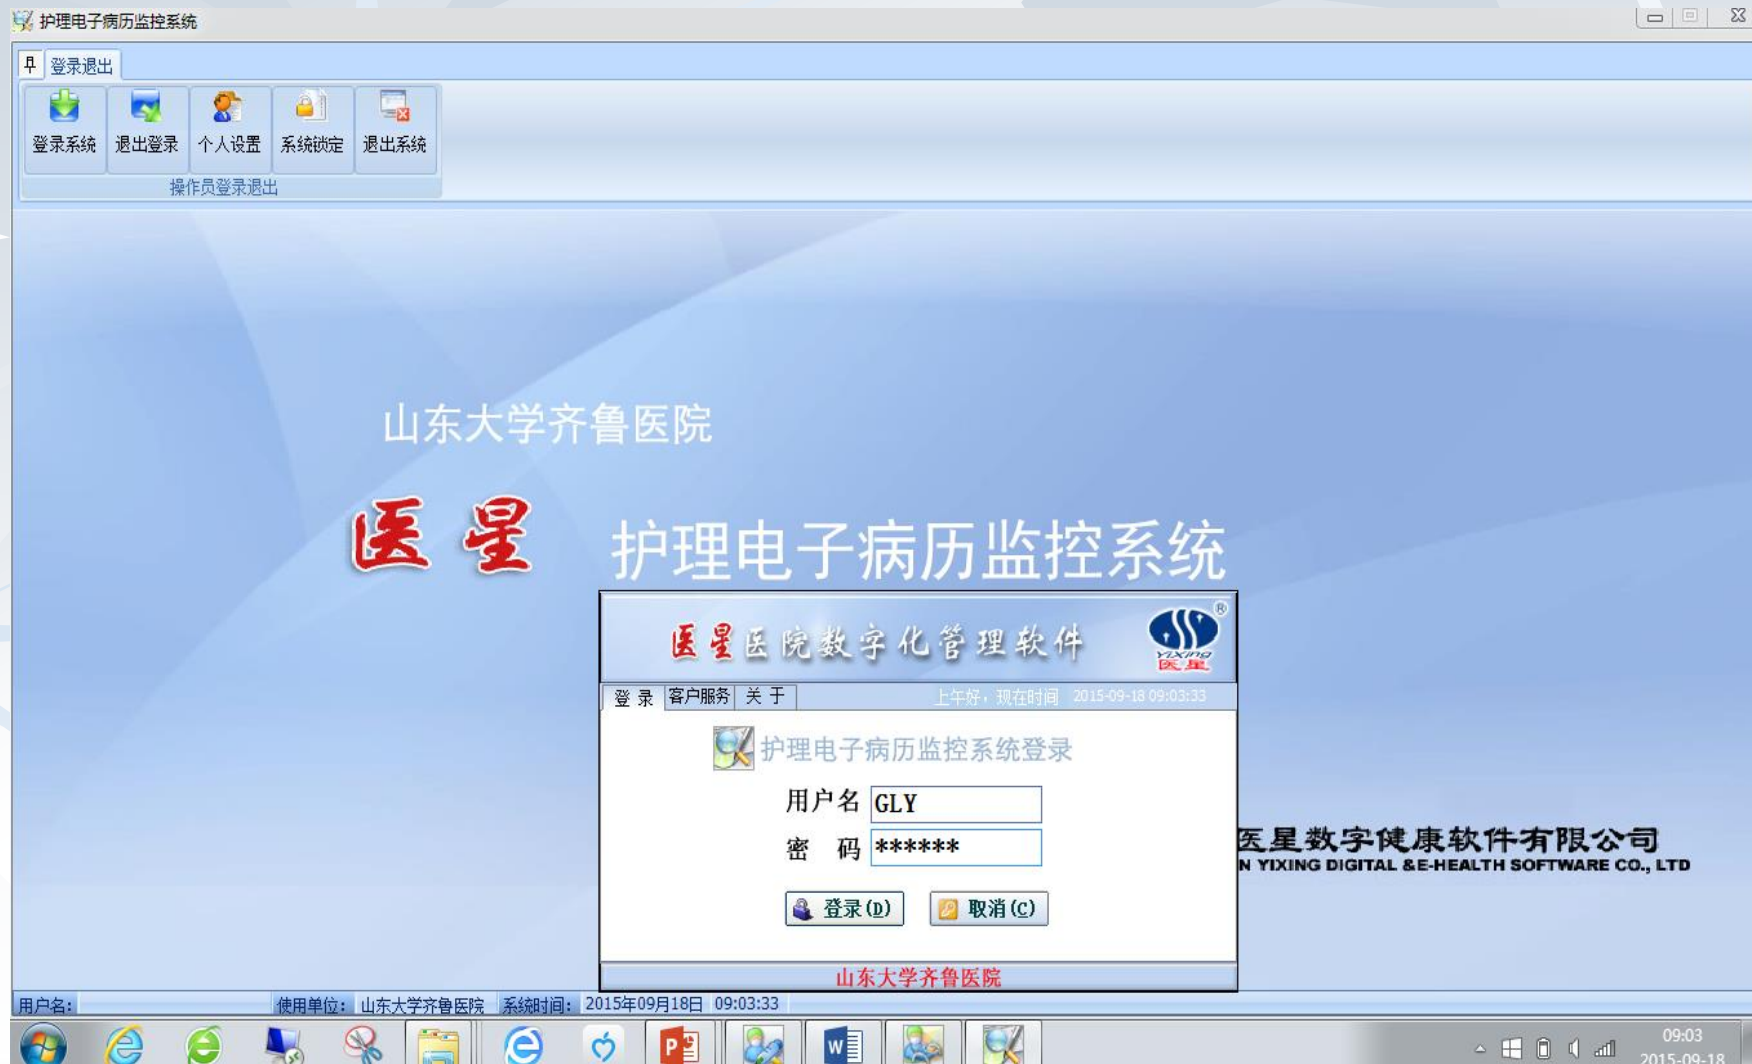 护理电子病历监控系统
登录退出
登录系统 退出登录 个人设置 系统锁定 退出系统
操作员登录退出
山东大学齐鲁医院
医星 护理电子病历监控系统
医星医院数字化管理软件
YIXING
医星
登 录 客户服务 关 于 上午好，现在时间 2015-09-18 09:03:33
护理电子病历监控系统登录
用户名 GLY
密 码 ******
登录(D) 取消(C)
山东大学齐鲁医院
医星数字健康软件有限公司
N YIXING DIGITAL &E-HEALTH SOFTWARE CO., LTD
用户名: 使用单位: 山东大学齐鲁医院 系统时间: 2015年09月18日 09:03:33
09:03
2015-09-18